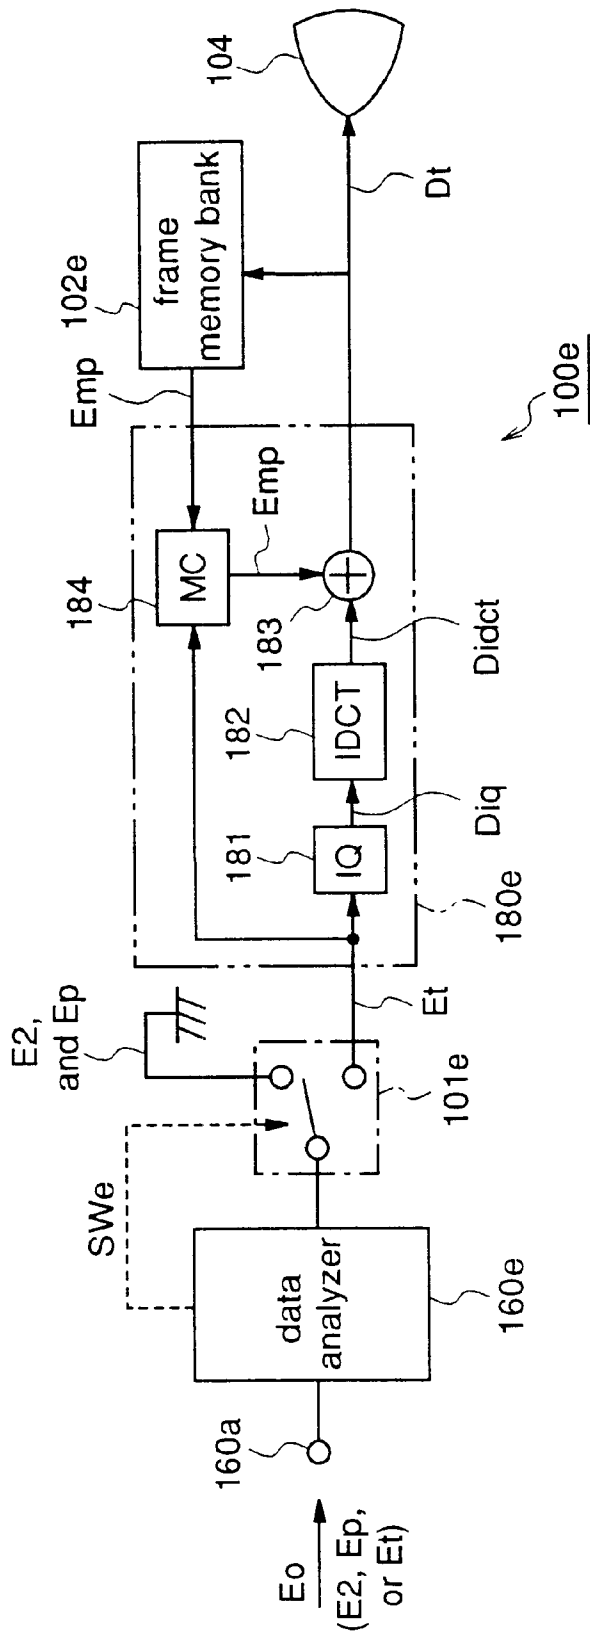 Eo
(E2, Ep,
or Et)
160a
data
analyzer
160e
SWe
E2,
and Ep
101e
Et
180e
181
IQ
Diq
182
IDCT
Didct
183
184
MC
Emp
Emp
102e
frame
memory bank
104
Dt
100e